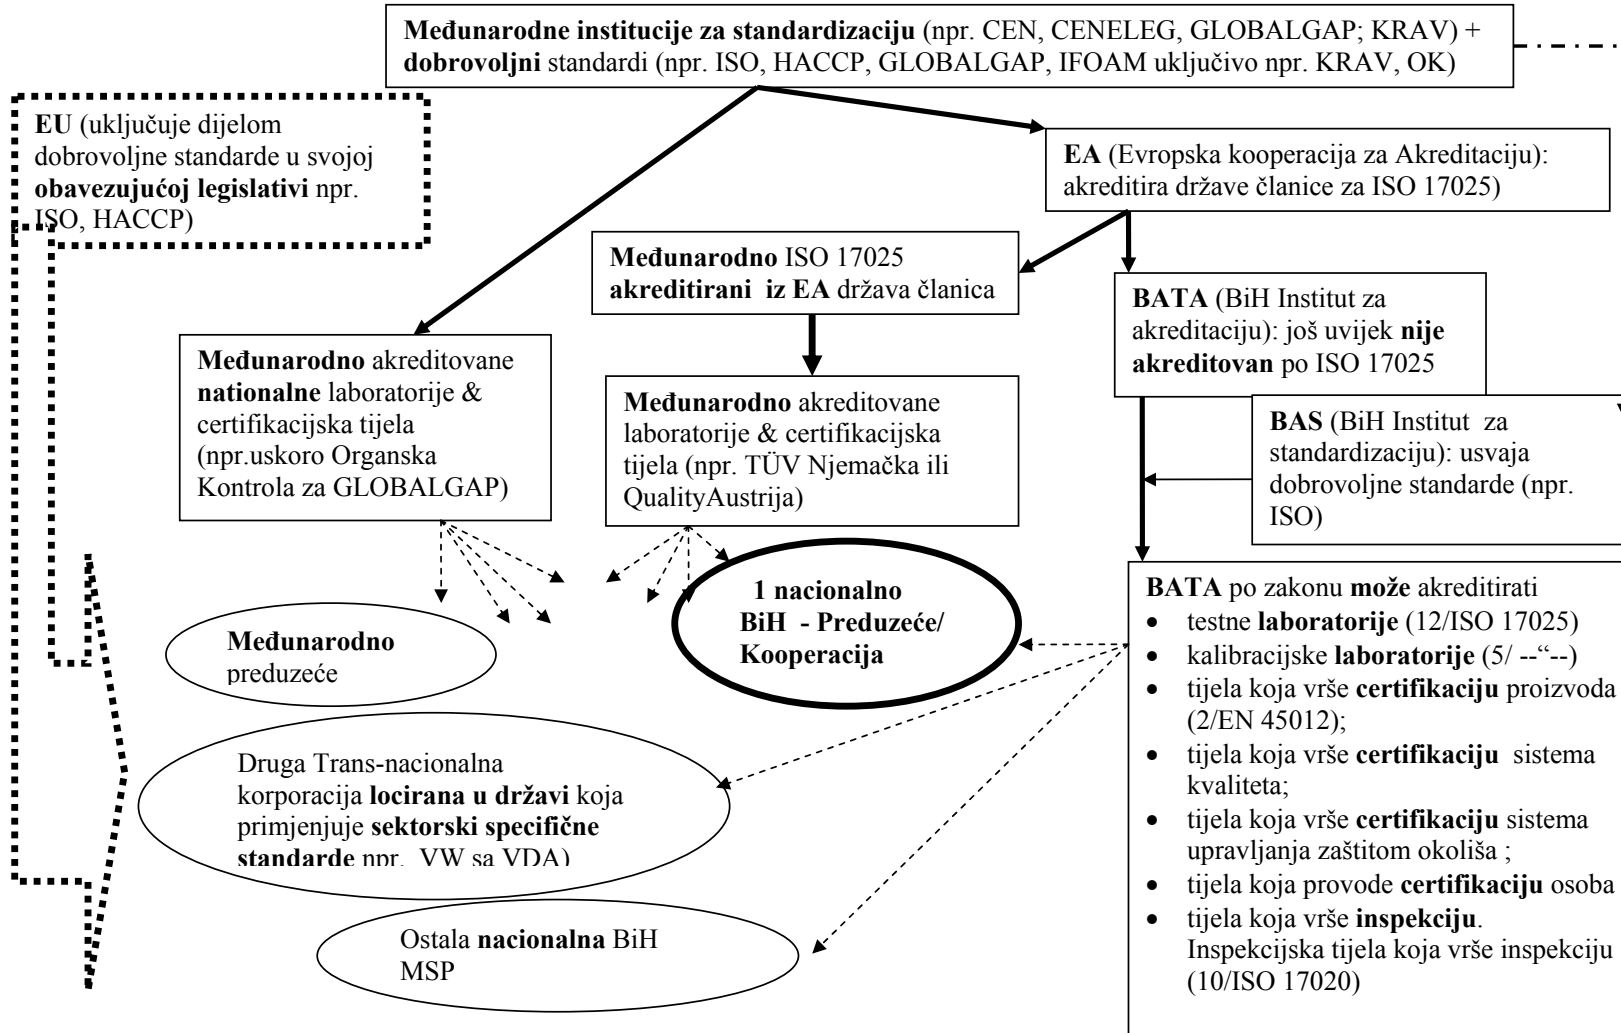 Međunarodne institucije za standardizaciju (npr. CEN, CENELEG, GLOBALGAP; KRAV) +
dobrovoljni standardi (npr. ISO, HACCP, GLOBALGAP, IFOAM uključivo npr. KRAV, OK)
EU (uključuje dijelom
dobrovoljne standarde u svojoj
obavezujućoj legislativi npr.
ISO, HACCP)
EA (Evropska kooperacija za Akreditaciju):
akreditira države članice za ISO 17025)
Međunarodno ISO 17025
akreditirani iz EA država članica
BATA (BiH Institut za
akreditaciju): još uvijek nije
akreditovan po ISO 17025
Međunarodno akreditovane
nationalne laboratorije &
certifikacijska tijela
(npr.uskoro Organska
Kontrola za GLOBALGAP)
Međunarodno akreditovane
laboratorije & certifikacijska
tijela (npr. TÜV Njemačka ili
QualityAustrija)
BAS (BiH Institut za
standardizaciju): usvaja
dobrovoljne standarde (npr.
ISO)
1 nacionalno
BiH - Preduzeće/
Kooperacija
Međunarodno
preduzeće
Druga Trans-nacionalna
korporacija locirana u državi koja
primjenjuje sektorski specifične
standarde npr. VW sa VDA)
Ostala nacionalna BiH
MSP
BATA po zakonu može akreditirati
• testne laboratorije (12/ISO 17025)
• kalibracijske laboratorije (5/ --“--)
• tijela koja vrše certifikaciju proizvoda
(2/EN 45012);
• tijela koja vrše certifikaciju sistema
kvaliteta;
• tijela koja vrše certifikaciju sistema
upravljanja zaštitom okoliša ;
• tijela koja provode certifikaciju osoba
• tijela koja vrše inspekciju.
Inspekcijska tijela koja vrše inspekciju
(10/ISO 17020)